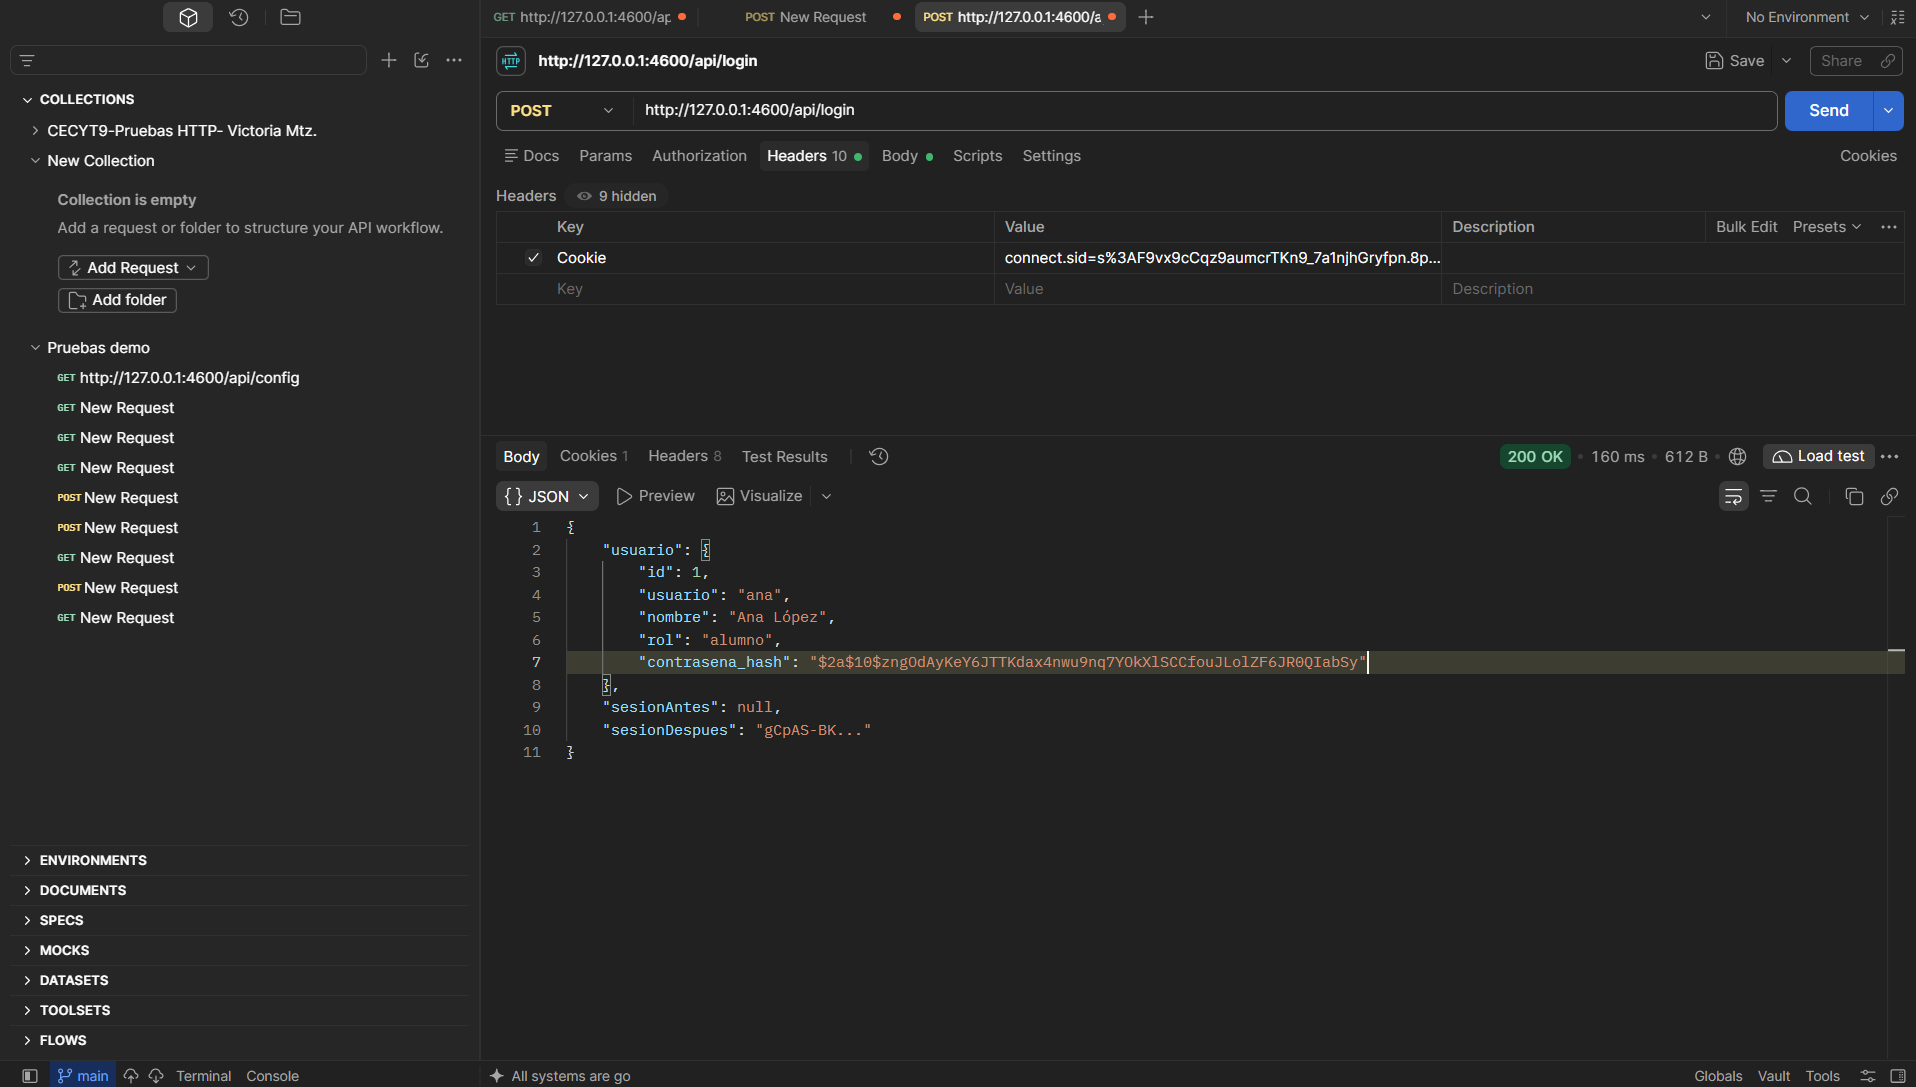 GET http://127.0.0.1:4600/ap
POST New Request
POST http://127.0.0.1:4600/a
No Environment
HTTP http://127.0.0.1:4600/api/login
Save
Share
COLLECTIONS
CECYT9-Pruebas HTTP- Victoria Mtz.
New Collection
Collection is empty
Add a request or folder to structure your API workflow.
Add Request
Add folder
Pruebas demo
GET http://127.0.0.1:4600/api/config
GET New Request
GET New Request
GET New Request
POST New Request
POST New Request
GET New Request
POST New Request
GET New Request
ENVIRONMENTS
DOCUMENTS
SPECS
MOCKS
DATASETS
TOOLSETS
FLOWS
POST http://127.0.0.1:4600/api/login
Send
Docs Params Authorization Headers 10 Body Scripts Settings Cookies
Headers 9 hidden
Key Value Description Bulk Edit Presets
Cookie connect.sid=s%3AF9vx9cCqz9aumcrTKn9_7a1njhGryfpn.8p...
Key Value Description
Body Cookies 1 Headers 8 Test Results
200 OK • 160 ms • 612 B
Load test
{} JSON Preview Visualize
1 {
2 "usuario": {
3 "id": 1,
4 "usuario": "ana",
5 "nombre": "Ana López",
6 "rol": "alumno",
7 "contrasena_hash": "$2a$10$zngOdAyKeY6JTTKdax4nwu9nq7YOkXlSCCfouJLolZF6JR0QIabSy"
8 },
9 "sesionAntes": null,
10 "sesionDespues": "gCpAS-BK..."
11 }
main
Terminal
Console
All systems are go
Globals
Vault
Tools